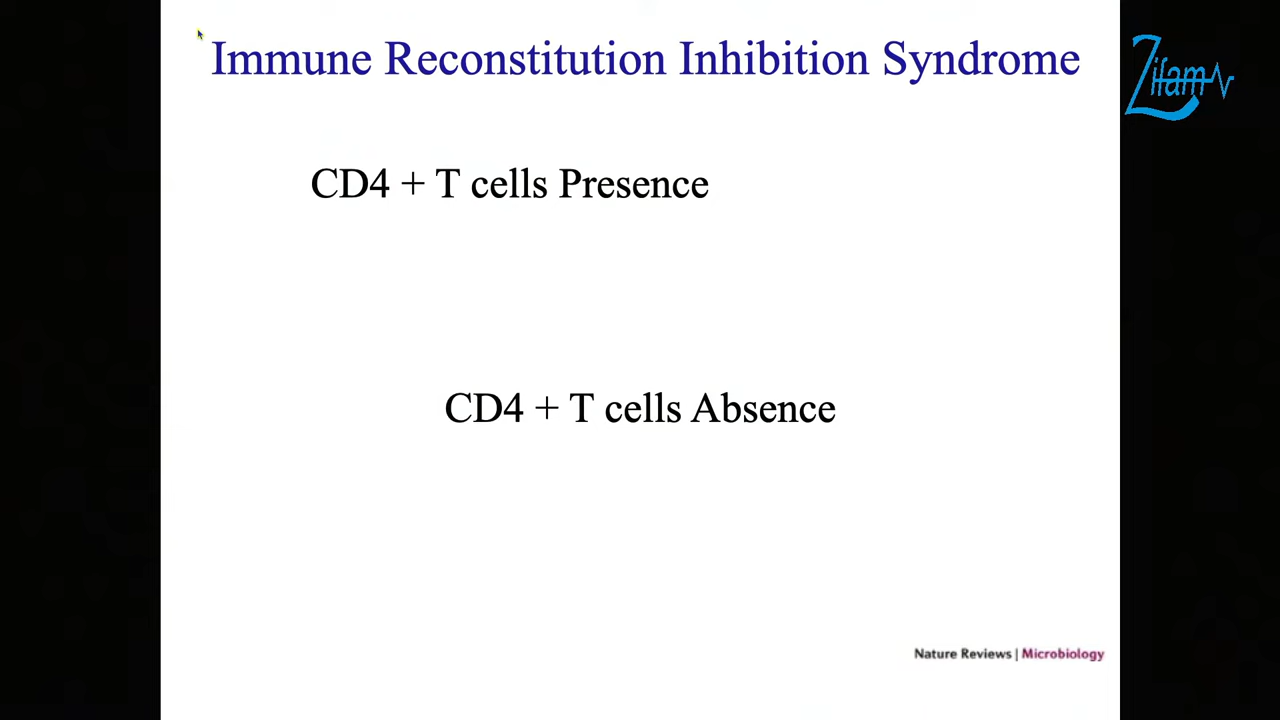 Immune Reconstitution Inhibition Syndrome
Zifam
CD4 + T cells Presence
CD4 + T cells Absence
Nature Reviews | Microbiology